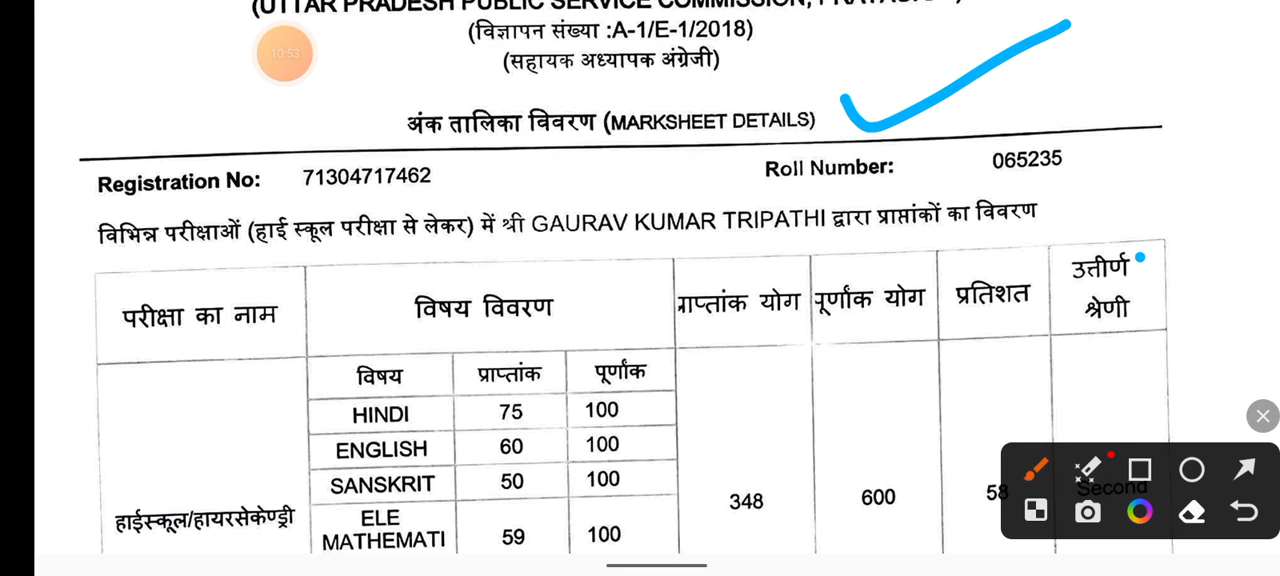 (UTTAR PRADESH PUBLIC SERVICE COMMISSION,
(विज्ञापन संख्या :A-1/E-1/2018)
10:53
(सहायक अध्यापक अंग्रेजी)
अंक तालिका विवरण (MARKSHEET DETAILS)
Registration No: 71304717462 Roll Number: 065235
विभिन्न परीक्षाओं (हाई स्कूल परीक्षा से लेकर) में श्री GAURAV KUMAR TRIPATHI द्वारा प्राप्तांकों का विवरण
परीक्षा का नाम विषय विवरण प्राप्तांक योग पूर्णांक योग प्रतिशत उत्तीर्ण श्रेणी
विषय प्राप्तांक पूर्णांक
HINDI 75 100
ENGLISH 60 100
SANSKRIT 50 100
हाईस्कूल/हायरसेकेण्ड्री ELE MATHEMATI 59 100 348 600 58 Second